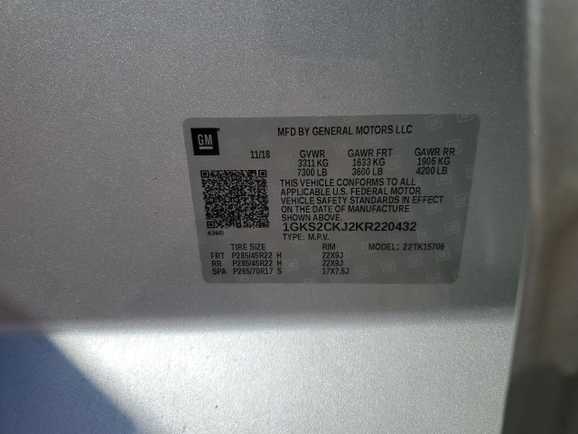 GM
MFD BY GENERAL MOTORS LLC
11/18 GVWR GAWR FRT GAWR RR
3311 KG 1633 KG 1905 KG
7300 LB 3600 LB 4200 LB
THIS VEHICLE CONFORMS TO ALL
APPLICABLE U.S. FEDERAL MOTOR
VEHICLE SAFETY STANDARDS IN EFFECT
ON THE DATE OF MANUFACTURE
SHOWN ABOVE.
1GKS2CKJ2KR220432
TYPE: M.P.V.
TIRE SIZE RIM MODEL: 22TK15706
FRT P285/45R22 H 22X9J
RR P285/45R22 H 22X9J
SPA P265/70R17 S 17X7.5J